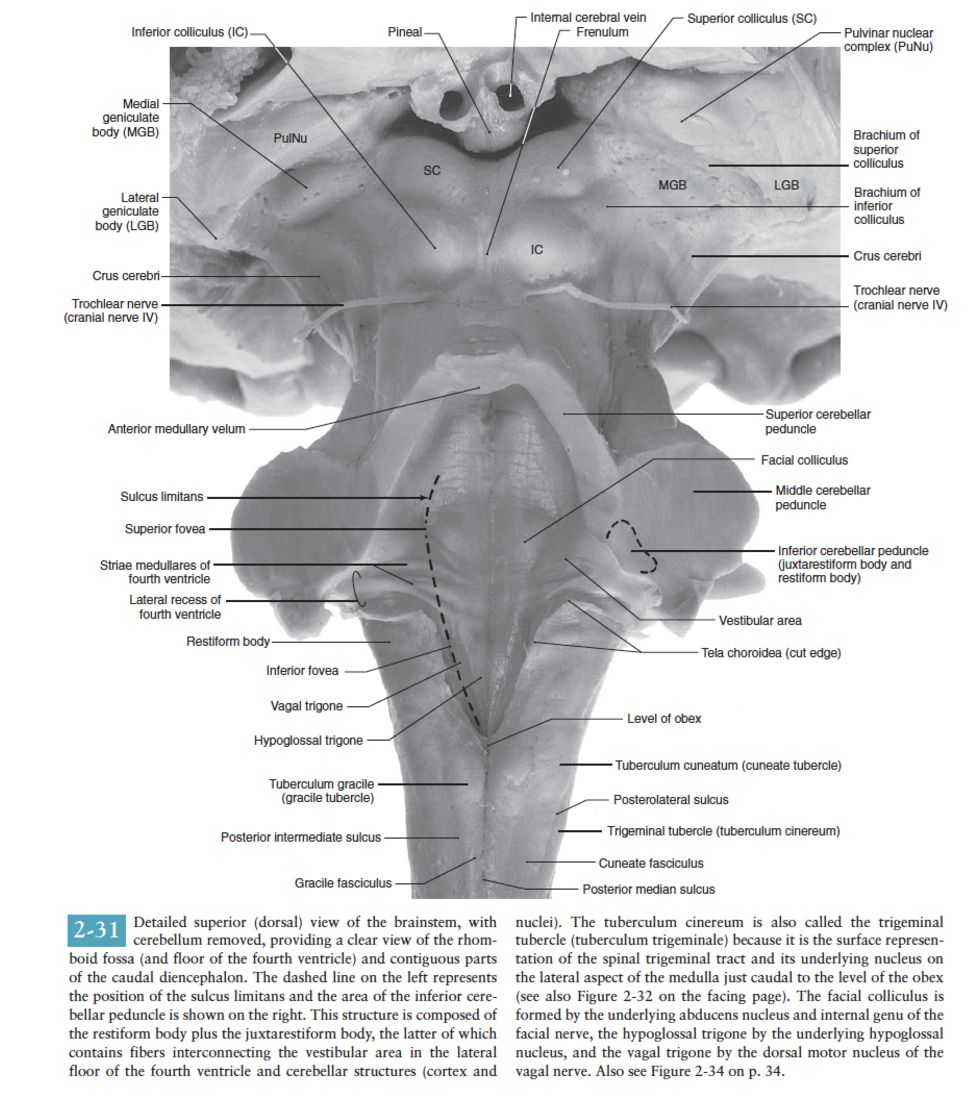 Inferior colliculus (IC)
Pineal
Internal cerebral vein
Frenulum
Superior colliculus (SC)
Pulvinar nuclear
complex (PuNu)
Medial
geniculate
body (MGB)
PulNu
SC
Brachium of
superior
colliculus
MGB
LGB
Lateral
geniculate
body (LGB)
Brachium of
inferior
colliculus
IC
Crus cerebri
Crus cerebri
Trochlear nerve
(cranial nerve IV)
Trochlear nerve
(cranial nerve IV)
Anterior medullary velum
Superior cerebellar
peduncle
Facial colliculus
Sulcus limitans
Middle cerebellar
peduncle
Superior fovea
Striae medullares of
fourth ventricle
Inferior cerebellar peduncle
(juxtarestiform body and
restiform body)
Lateral recess of
fourth ventricle
Vestibular area
Restiform body
Tela choroidea (cut edge)
Inferior fovea
Vagal trigone
Level of obex
Hypoglossal trigone
Tuberculum cuneatum (cuneate tubercle)
Tuberculum gracile
(gracile tubercle)
Posterolateral sulcus
Posterior intermediate sulcus
Trigeminal tubercle (tuberculum cinereum)
Cuneate fasciculus
Gracile fasciculus
Posterior median sulcus
2-31 Detailed superior (dorsal) view of the brainstem, with
cerebellum removed, providing a clear view of the rhom-
boid fossa (and floor of the fourth ventricle) and contiguous parts
of the caudal diencephalon. The dashed line on the left represents
the position of the sulcus limitans and the area of the inferior cere-
bellar peduncle is shown on the right. This structure is composed of
the restiform body plus the juxtarestiform body, the latter of which
contains fibers interconnecting the vestibular area in the lateral
floor of the fourth ventricle and cerebellar structures (cortex and
nuclei). The tuberculum cinereum is also called the trigeminal
tubercle (tuberculum trigeminale) because it is the surface represen-
tation of the spinal trigeminal tract and its underlying nucleus on
the lateral aspect of the medulla just caudal to the level of the obex
(see also Figure 2-32 on the facing page). The facial colliculus is
formed by the underlying abducens nucleus and internal genu of the
facial nerve, the hypoglossal trigone by the underlying hypoglossal
nucleus, and the vagal trigone by the dorsal motor nucleus of the
vagal nerve. Also see Figure 2-34 on p. 34.